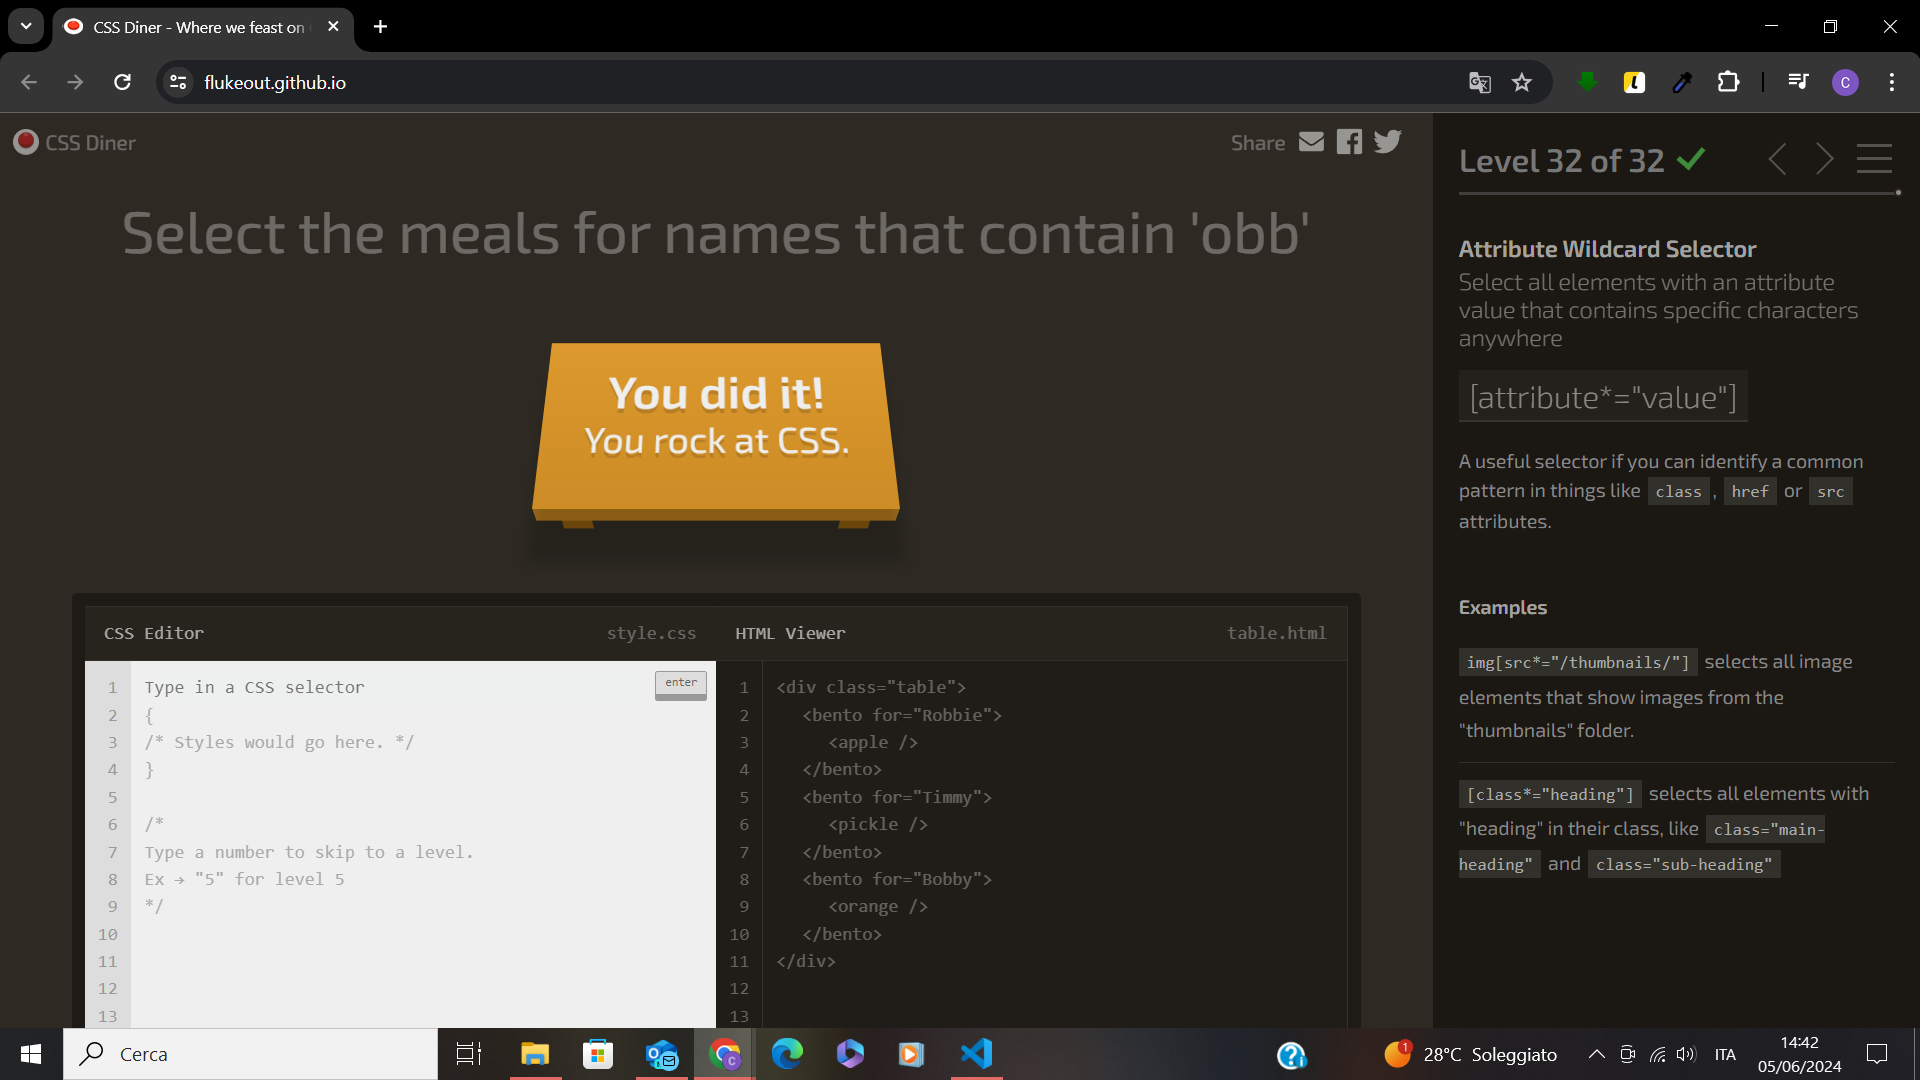 CSS Diner - Where we feast on
flukeout.github.io
C
CSS Diner
Share
Select the meals for names that contain 'obb'
You did it!
You rock at CSS.
CSS Editor
style.css
1 Type in a CSS selector
enter
2 {
3 /* Styles would go here. */
4 }
5
6 /*
7 Type a number to skip to a level.
8 Ex → "5" for level 5
9 */
10
11
12
13
HTML Viewer
table.html
1 <div class="table">
2 <bento for="Robbie">
3 <apple />
4 </bento>
5 <bento for="Timmy">
6 <pickle />
7 </bento>
8 <bento for="Bobby">
9 <orange />
10 </bento>
11 </div>
12
13
Level 32 of 32
Attribute Wildcard Selector
Select all elements with an attribute
value that contains specific characters
anywhere
[attribute*="value"]
A useful selector if you can identify a common
pattern in things like class , href or src
attributes.
Examples
img[src*="/thumbnails/"] selects all image
elements that show images from the
"thumbnails" folder.
[class*="heading"] selects all elements with
"heading" in their class, like class="main-
heading" and class="sub-heading"
Cerca
C
1
28°C Soleggiato
ITA
14:42
05/06/2024